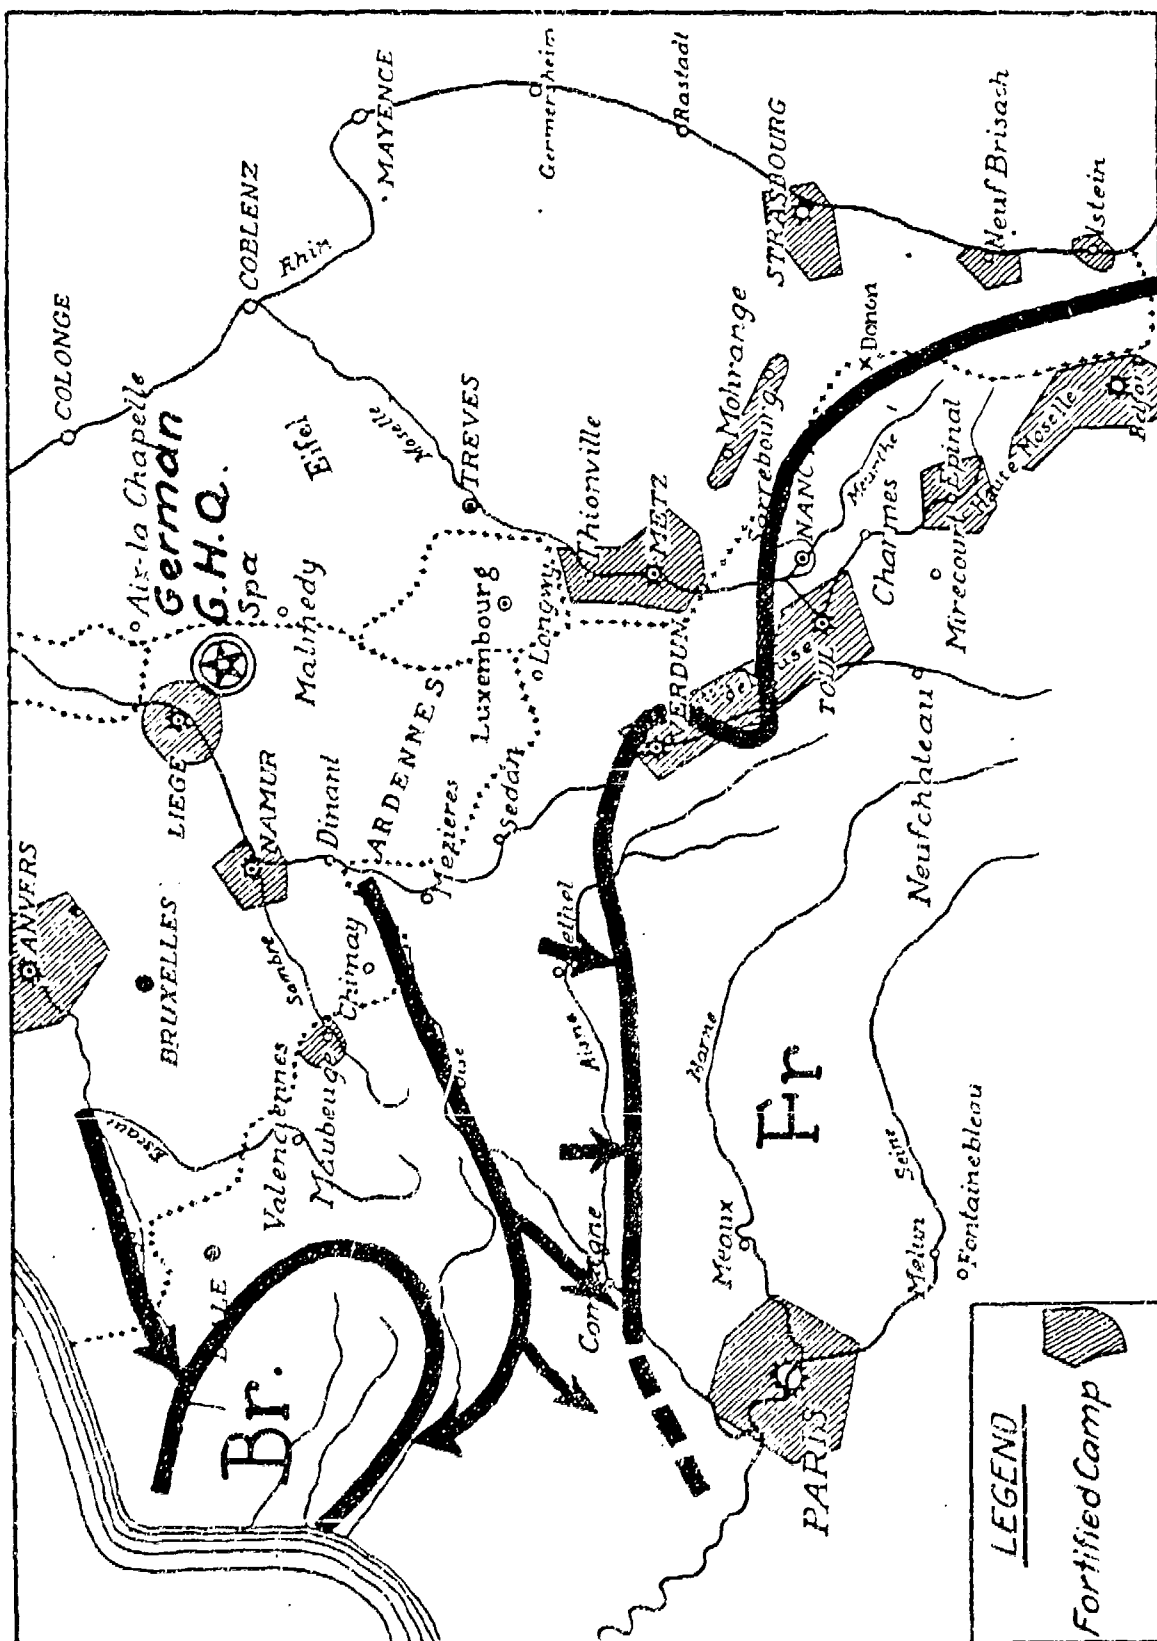 COLONGE
COBLENZ
Rhin
MAYENCE
Germersheim
Rastadt
STRASBOURG
Neuf Brisach
Istein
Aix-la Chapelle
German
G.H.Q.
Spa
Malmedy
Eifel
Moselle
TREVES
Luxembourg
Longwy
Thionville
METZ
Mohrange
Sarrebourg
Donon
Meurthe
Charmes
Epinal
Haute Moselle
Mirecourt
TOUL
VERDUN
Neufchateau
LIEGE
NAMUR
Dinant
ARDENNES
Mezieres
Sedan
ANVERS
BRUXELLES
Sambre
Chimay
Maubeuge
Valenciennes
Escaut
Aisne
Marne
Seine
Meaux
Melun
Fontainebleau
PARIS
Br.
Fr
LEGEND
Fortified Camp